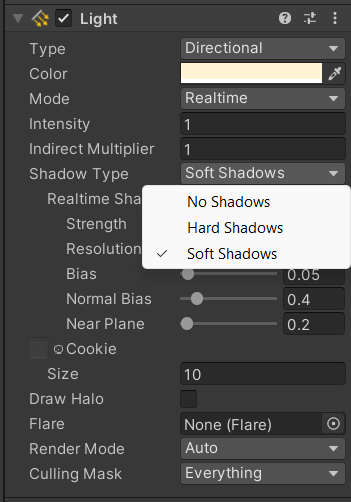 Light
Type Directional
Color
Mode Realtime
Intensity 1
Indirect Multiplier 1
Shadow Type Soft Shadows
Realtime Sha
No Shadows
Strength
Hard Shadows
Resolution
Soft Shadows
Bias 0.05
Normal Bias 0.4
Near Plane 0.2
Cookie
Size 10
Draw Halo
Flare None (Flare)
Render Mode Auto
Culling Mask Everything